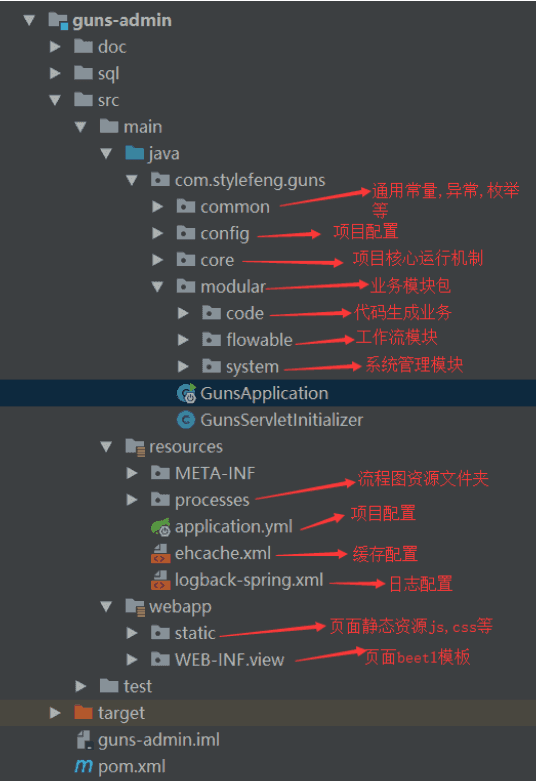 guns-admin
doc
sql
src
main
java
com.stylefeng.guns
common 通用常量,异常,枚举
等
config 项目配置
core 项目核心运行机制
modular 业务模块包
code 代码生成业务
flowable 工作流模块
system 系统管理模块
GunsApplication
GunsServletInitializer
resources
META-INF
processes 流程图资源文件夹
application.yml 项目配置
ehcache.xml 缓存配置
logback-spring.xml 日志配置
webapp
static 页面静态资源js,css等
WEB-INF.view 页面beetl模板
test
target
guns-admin.iml
pom.xml